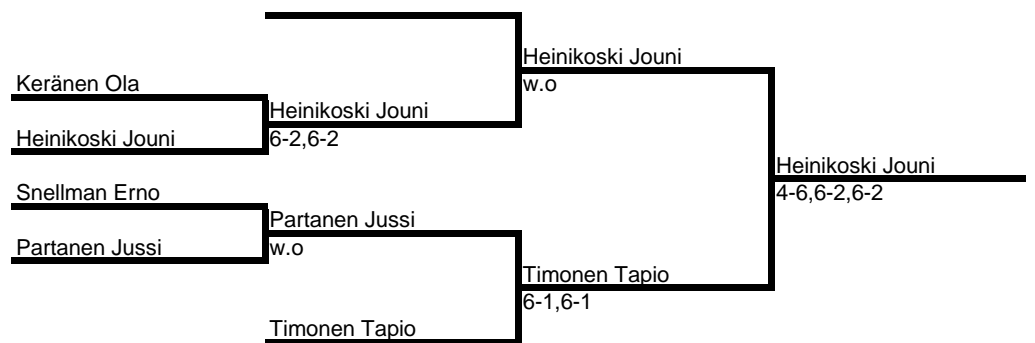 Heinikoski Jouni
w.o
Keränen Ola
Heinikoski Jouni
Heinikoski Jouni
6-2,6-2
Heinikoski Jouni
4-6,6-2,6-2
Snellman Erno
Partanen Jussi
Partanen Jussi
w.o
Timonen Tapio
6-1,6-1
Timonen Tapio